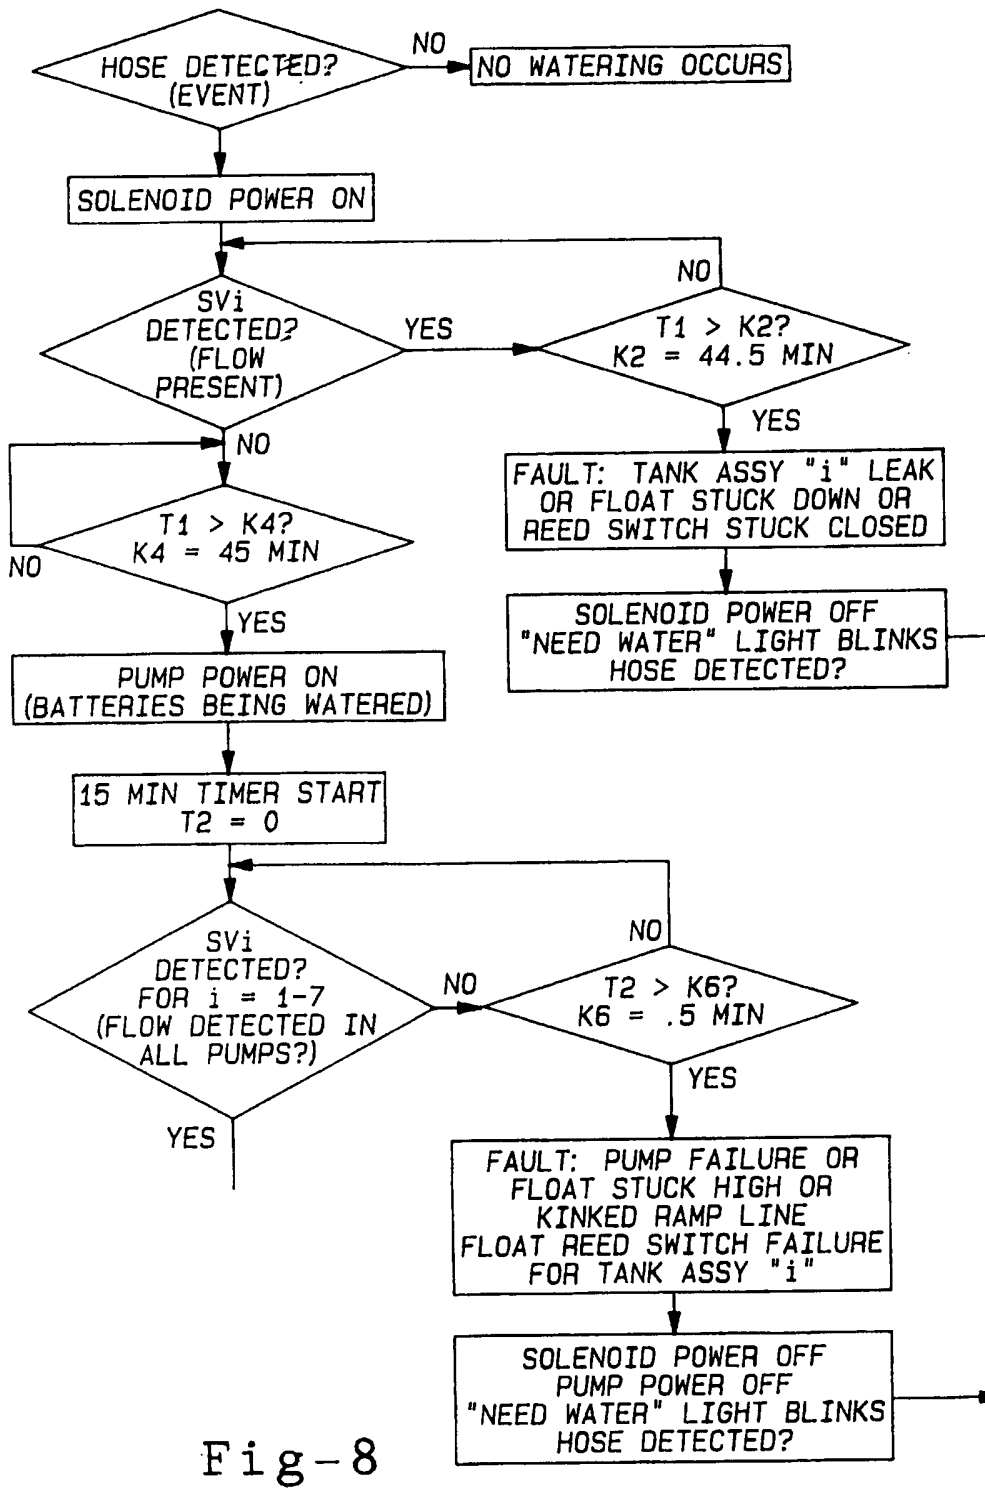 HOSE DETECTED?
(EVENT)
NO
NO WATERING OCCURS
SOLENOID POWER ON
SVi
DETECTED?
(FLOW
PRESENT)
YES
NO
T1 > K2?
K2 = 44.5 MIN
YES
FAULT: TANK ASSY "i" LEAK
OR FLOAT STUCK DOWN OR
REED SWITCH STUCK CLOSED
SOLENOID POWER OFF
"NEED WATER" LIGHT BLINKS
HOSE DETECTED?
NO
T1 > K4?
K4 = 45 MIN
NO
YES
PUMP POWER ON
(BATTERIES BEING WATERED)
15 MIN TIMER START
T2 = 0
SVi
DETECTED?
FOR i = 1-7
(FLOW DETECTED IN
ALL PUMPS?)
NO
NO
T2 > K6?
K6 = .5 MIN
YES
YES
FAULT: PUMP FAILURE OR
FLOAT STUCK HIGH OR
KINKED RAMP LINE
FLOAT REED SWITCH FAILURE
FOR TANK ASSY "i"
SOLENOID POWER OFF
PUMP POWER OFF
"NEED WATER" LIGHT BLINKS
HOSE DETECTED?
Fig-8